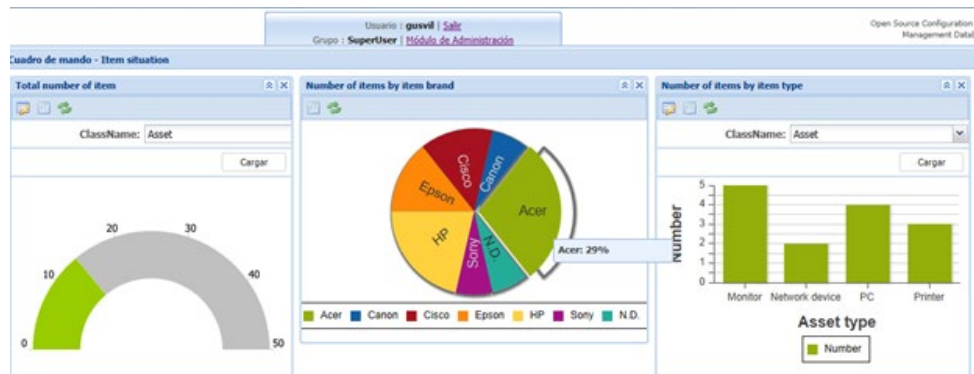 Usuario : gusvil | Salir
Grupo : SuperUser | Módulo de Administración
Open Source Configuration
Management Datab
Cuadro de mando - Item situation
Total number of item
ClassName: Asset
Cargar
0
10
20
30
40
50
Number of items by item brand
Cisco
Canon
Epson
Acer
HP
Sony
N.D.
Acer: 29%
Acer Canon Cisco Epson HP Sony N.D.
Number of items by item type
ClassName: Asset
Cargar
Number
5
4
3
2
1
0
Monitor Network device PC Printer
Asset type
Number